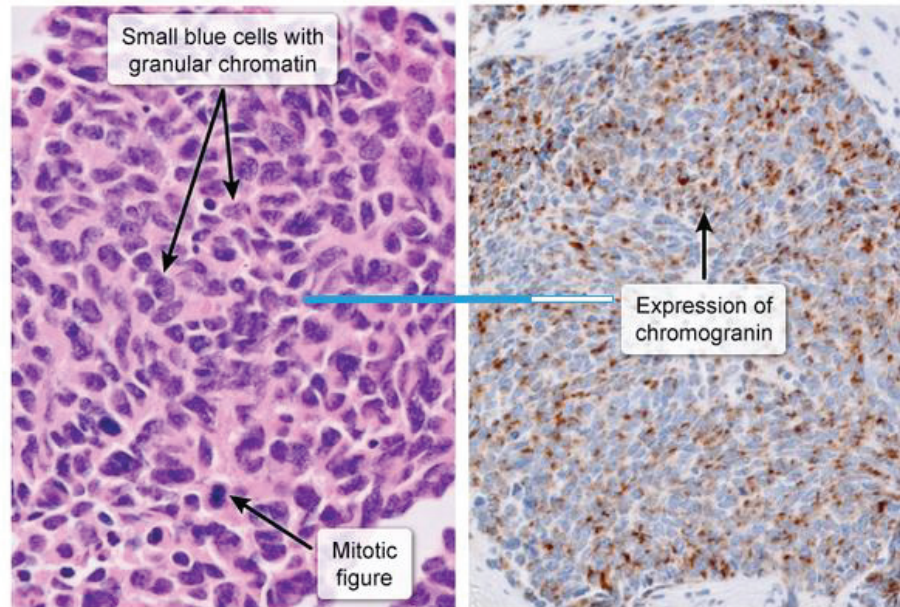 Small blue cells with
granular chromatin
Expression of
chromogranin
Mitotic
figure